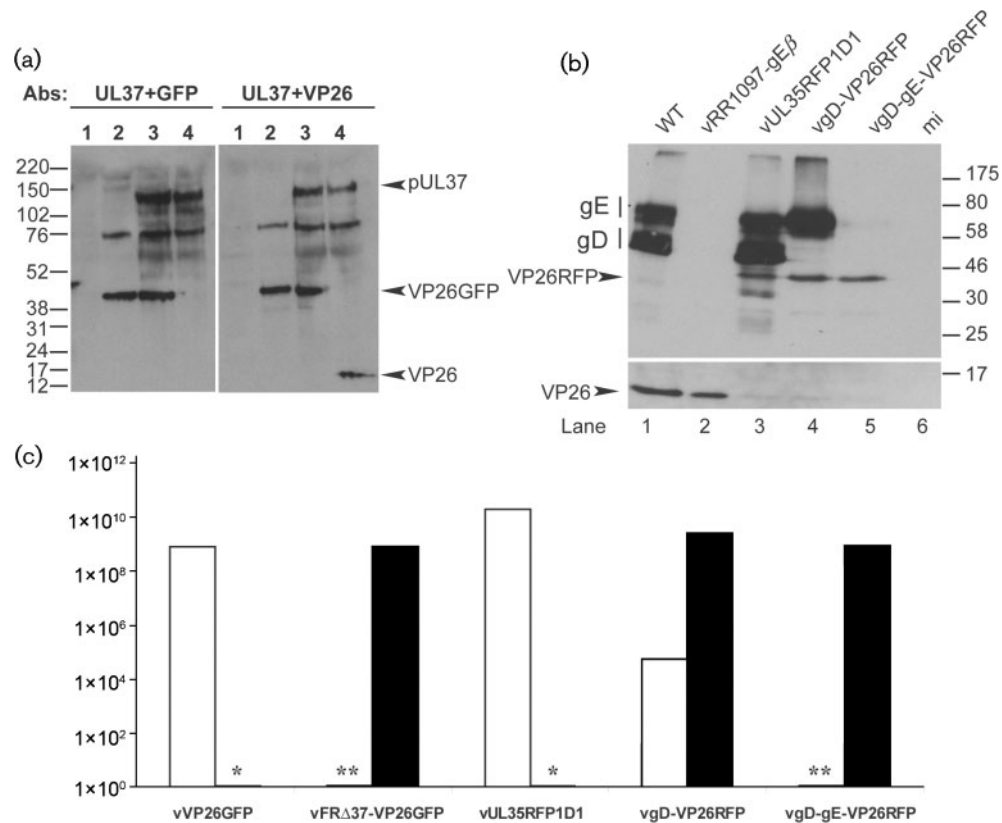 (a)
Abs: UL37+GFP UL37+VP26
1 2 3 4 1 2 3 4
220
150
102
76
52
38
31
24
17
12
pUL37
VP26GFP
VP26
(b)
WT vRR1097-gEβ vUL35RFP1D1 vgD-VP26RFP vgD-gE-VP26RFP mi
gE
gD
VP26RFP
175
80
58
46
30
25
17
VP26
Lane 1 2 3 4 5 6
(c)
1×10¹²
1×10¹⁰
1×10⁸
1×10⁶
1×10⁴
1×10²
1×10⁰
* ** * **
vVP26GFP vFRΔ37-VP26GFP vUL35RFP1D1 vgD-VP26RFP vgD-gE-VP26RFP